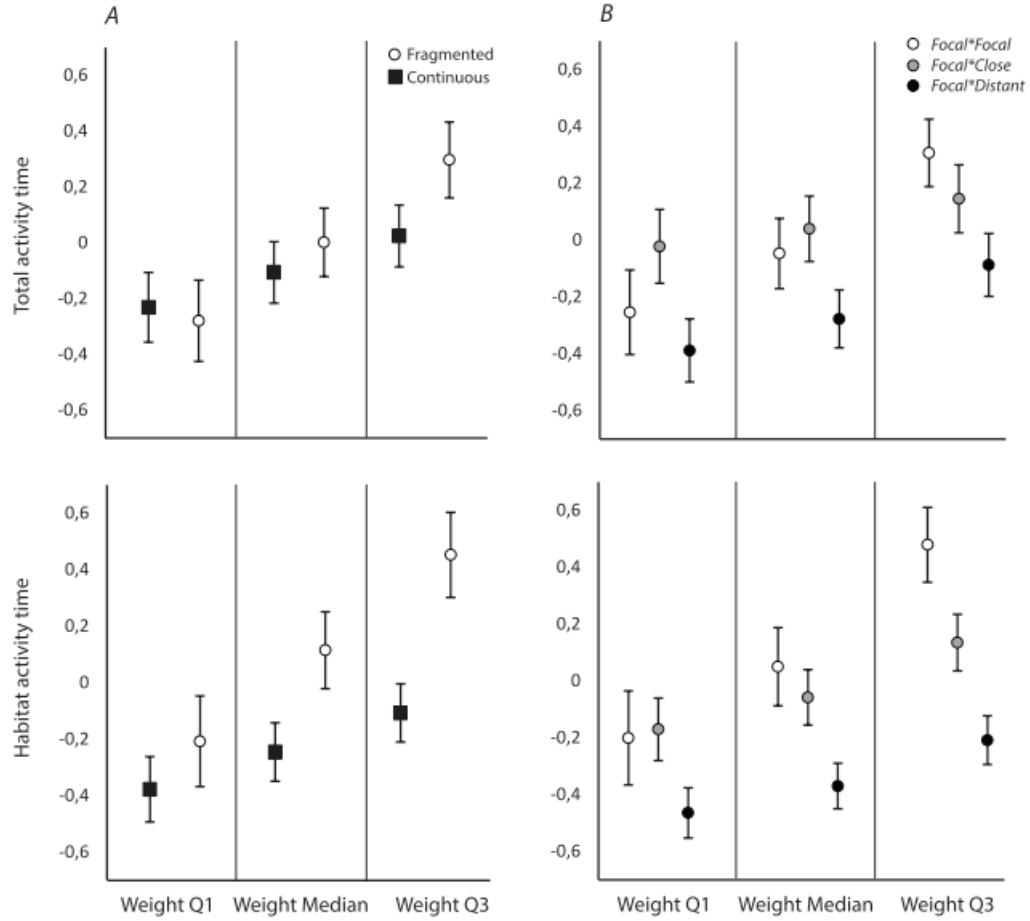 A
Fragmented
Continuous
Total activity time
0,6
0,4
0,2
0
-0,2
-0,4
-0,6
B
Focal*Focal
Focal*Close
Focal*Distant
0,6
0,4
0,2
0
-0,2
-0,4
-0,6
Habitat activity time
0,6
0,4
0,2
0
-0,2
-0,4
-0,6
Weight Q1 Weight Median Weight Q3
0,6
0,4
0,2
0
-0,2
-0,4
-0,6
Weight Q1 Weight Median Weight Q3